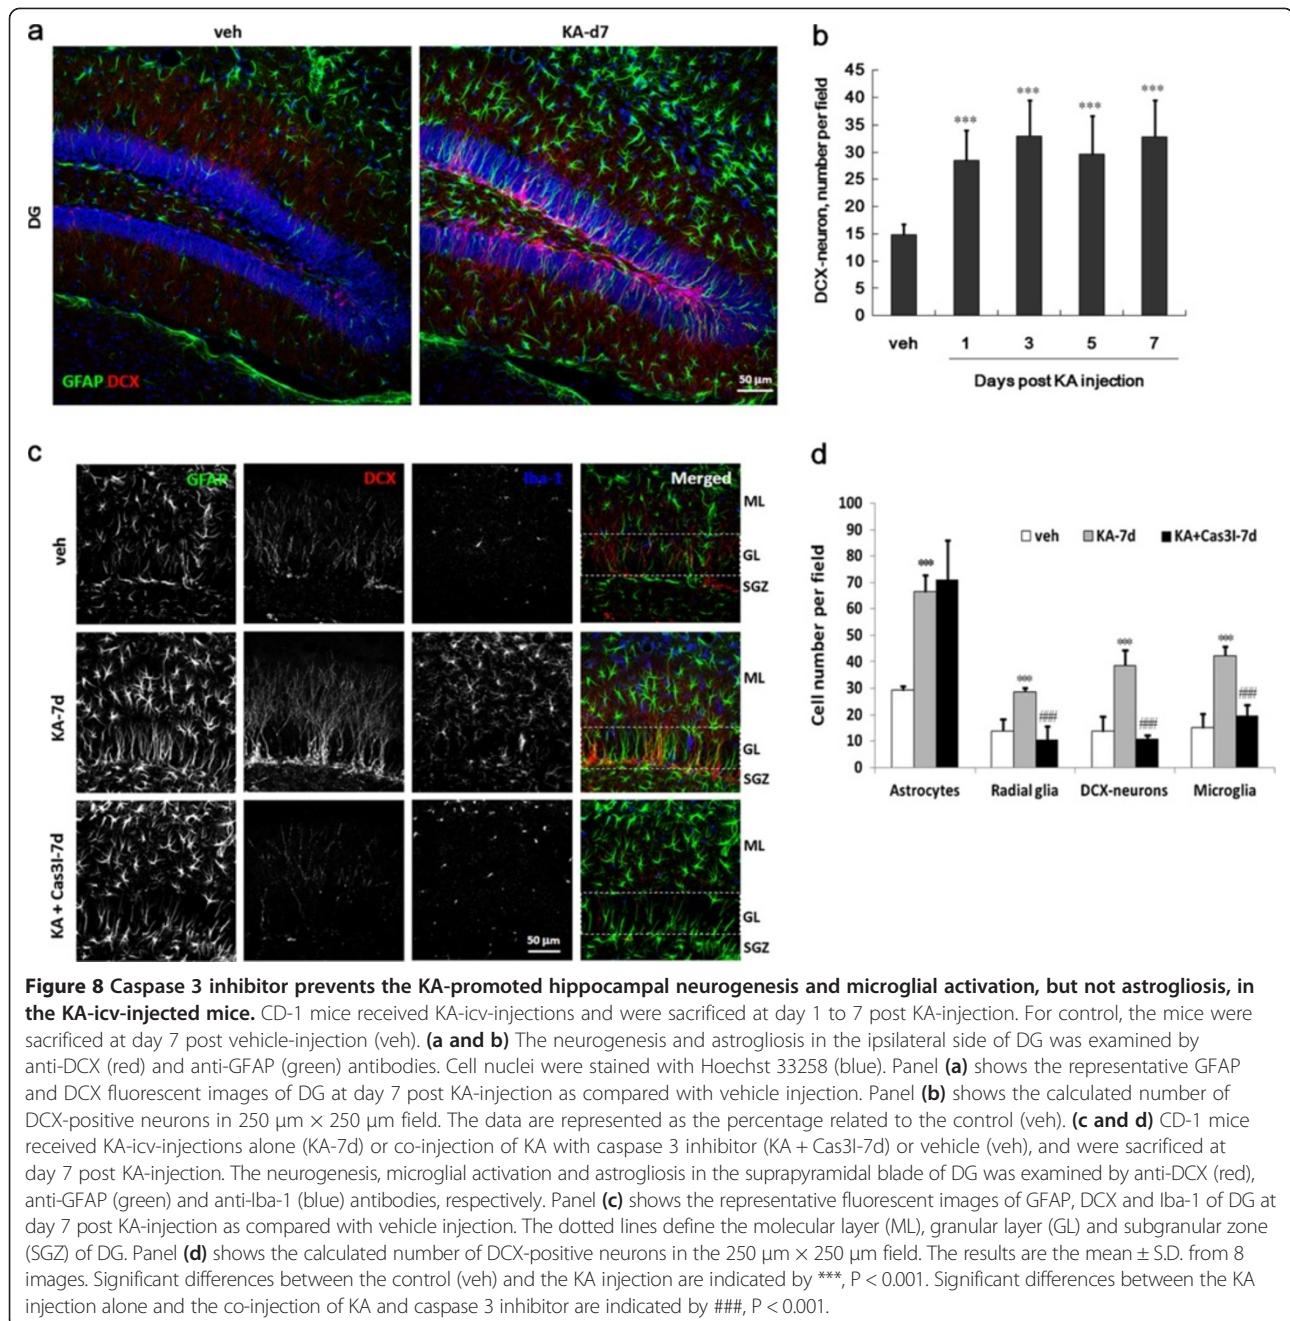 a
veh
KA-d7
DG
GFAP DCX
50 µm
b
DCX-neuron, number per field
45
40
35
30
25
20
15
10
5
0
***
***
***
***
veh
1
3
5
7
Days post KA injection
c
GFAP
DCX
Iba-1
Merged
veh
ML
GL
SGZ
KA-7d
ML
GL
SGZ
KA + Cas3I-7d
50 µm
ML
GL
SGZ
d
Cell number per field
100
90
80
70
60
50
40
30
20
10
0
veh
KA-7d
KA+Cas3I-7d
***
***
###
***
###
***
###
Astrocytes
Radial glia
DCX-neurons
Microglia
Figure 8 Caspase 3 inhibitor prevents the KA-promoted hippocampal neurogenesis and microglial activation, but not astrogliosis, in
the KA-icv-injected mice. CD-1 mice received KA-icv-injections and were sacrificed at day 1 to 7 post KA-injection. For control, the mice were
sacrificed at day 7 post vehicle-injection (veh). (a and b) The neurogenesis and astrogliosis in the ipsilateral side of DG was examined by
anti-DCX (red) and anti-GFAP (green) antibodies. Cell nuclei were stained with Hoechst 33258 (blue). Panel (a) shows the representative GFAP
and DCX fluorescent images of DG at day 7 post KA-injection as compared with vehicle injection. Panel (b) shows the calculated number of
DCX-positive neurons in 250 µm × 250 µm field. The data are represented as the percentage related to the control (veh). (c and d) CD-1 mice
received KA-icv-injections alone (KA-7d) or co-injection of KA with caspase 3 inhibitor (KA + Cas3I-7d) or vehicle (veh), and were sacrificed at
day 7 post KA-injection. The neurogenesis, microglial activation and astrogliosis in the suprapyramidal blade of DG was examined by anti-DCX (red),
anti-GFAP (green) and anti-Iba-1 (blue) antibodies, respectively. Panel (c) shows the representative fluorescent images of GFAP, DCX and Iba-1 of DG at
day 7 post KA-injection as compared with vehicle injection. The dotted lines define the molecular layer (ML), granular layer (GL) and subgranular zone
(SGZ) of DG. Panel (d) shows the calculated number of DCX-positive neurons in the 250 µm × 250 µm field. The results are the mean ± S.D. from 8
images. Significant differences between the control (veh) and the KA injection are indicated by ***, P < 0.001. Significant differences between the KA
injection alone and the co-injection of KA and caspase 3 inhibitor are indicated by ###, P < 0.001.